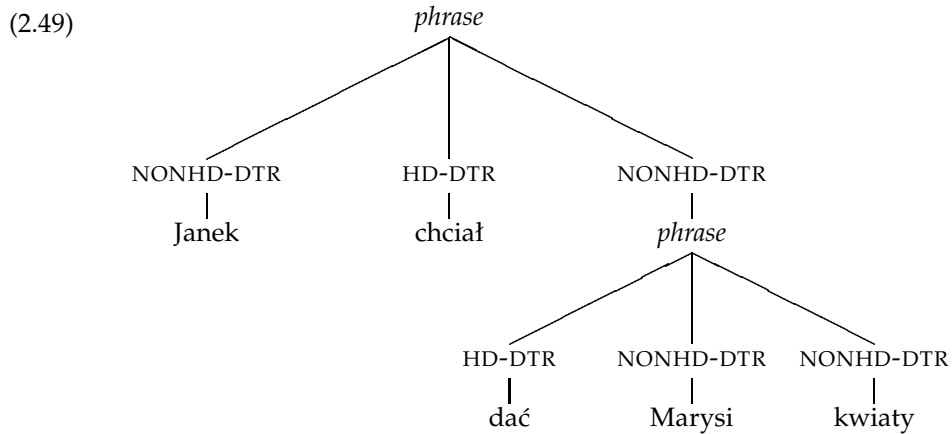 (2.49) phrase
NONHD-DTR HD-DTR NONHD-DTR
Janek chciał phrase
HD-DTR NONHD-DTR NONHD-DTR
dać Marysi kwiaty